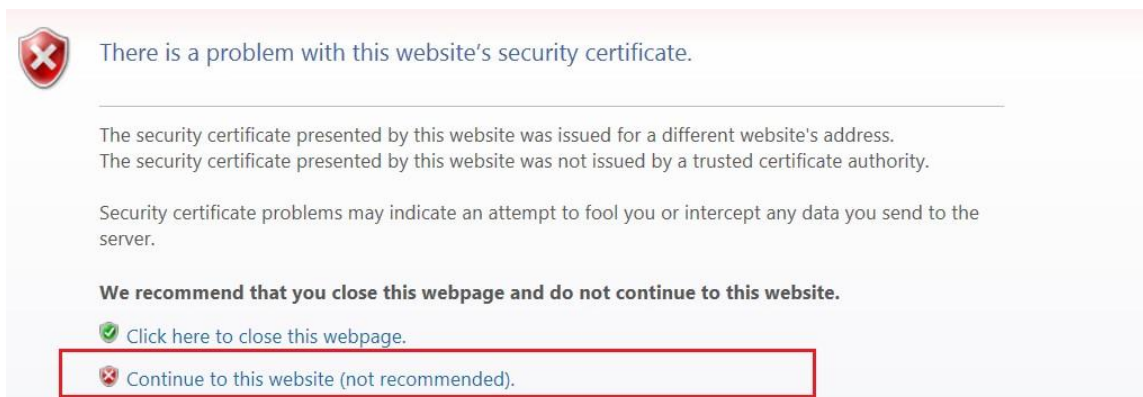 There is a problem with this website’s security certificate.
The security certificate presented by this website was issued for a different website's address.
The security certificate presented by this website was not issued by a trusted certificate authority.
Security certificate problems may indicate an attempt to fool you or intercept any data you send to the
server.
We recommend that you close this webpage and do not continue to this website.
Click here to close this webpage.
Continue to this website (not recommended).